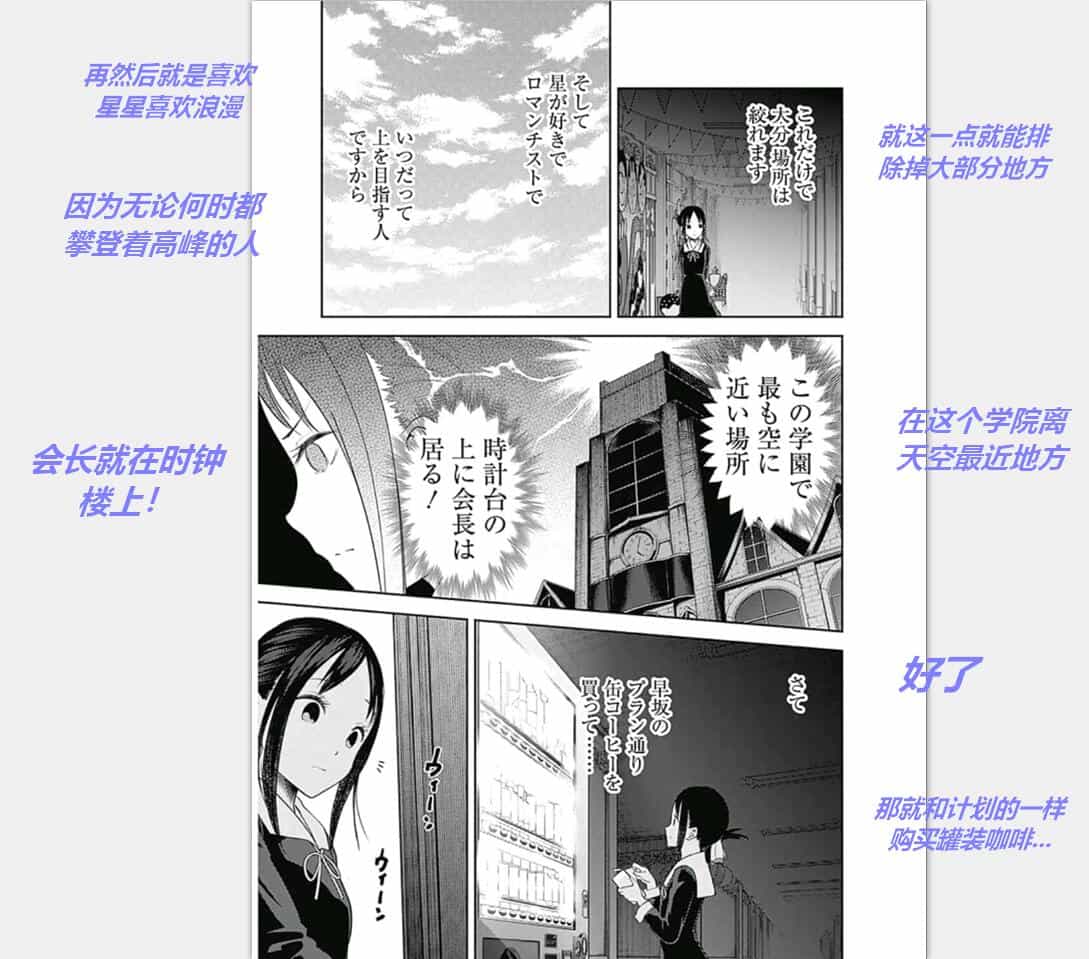 これだけで
大分場所は
絞れます
就这一点就能排
除掉大部分地方
そして
星が好きで
ロマンチストで
いつだって
上を目指す人
ですから
再然后就是喜欢
星星喜欢浪漫
因为无论何时都
攀登着高峰的人
この学園で
最も空に
近い場所
在这个学院离
天空最近地方
時計台の
上に会長は
居る！
会长就在时钟
楼上！
さて
好了
早坂の
プラン通り
缶コーヒーを
買って……
那就和计划的一样
购买罐装咖啡...
ウィーン
ウィーン